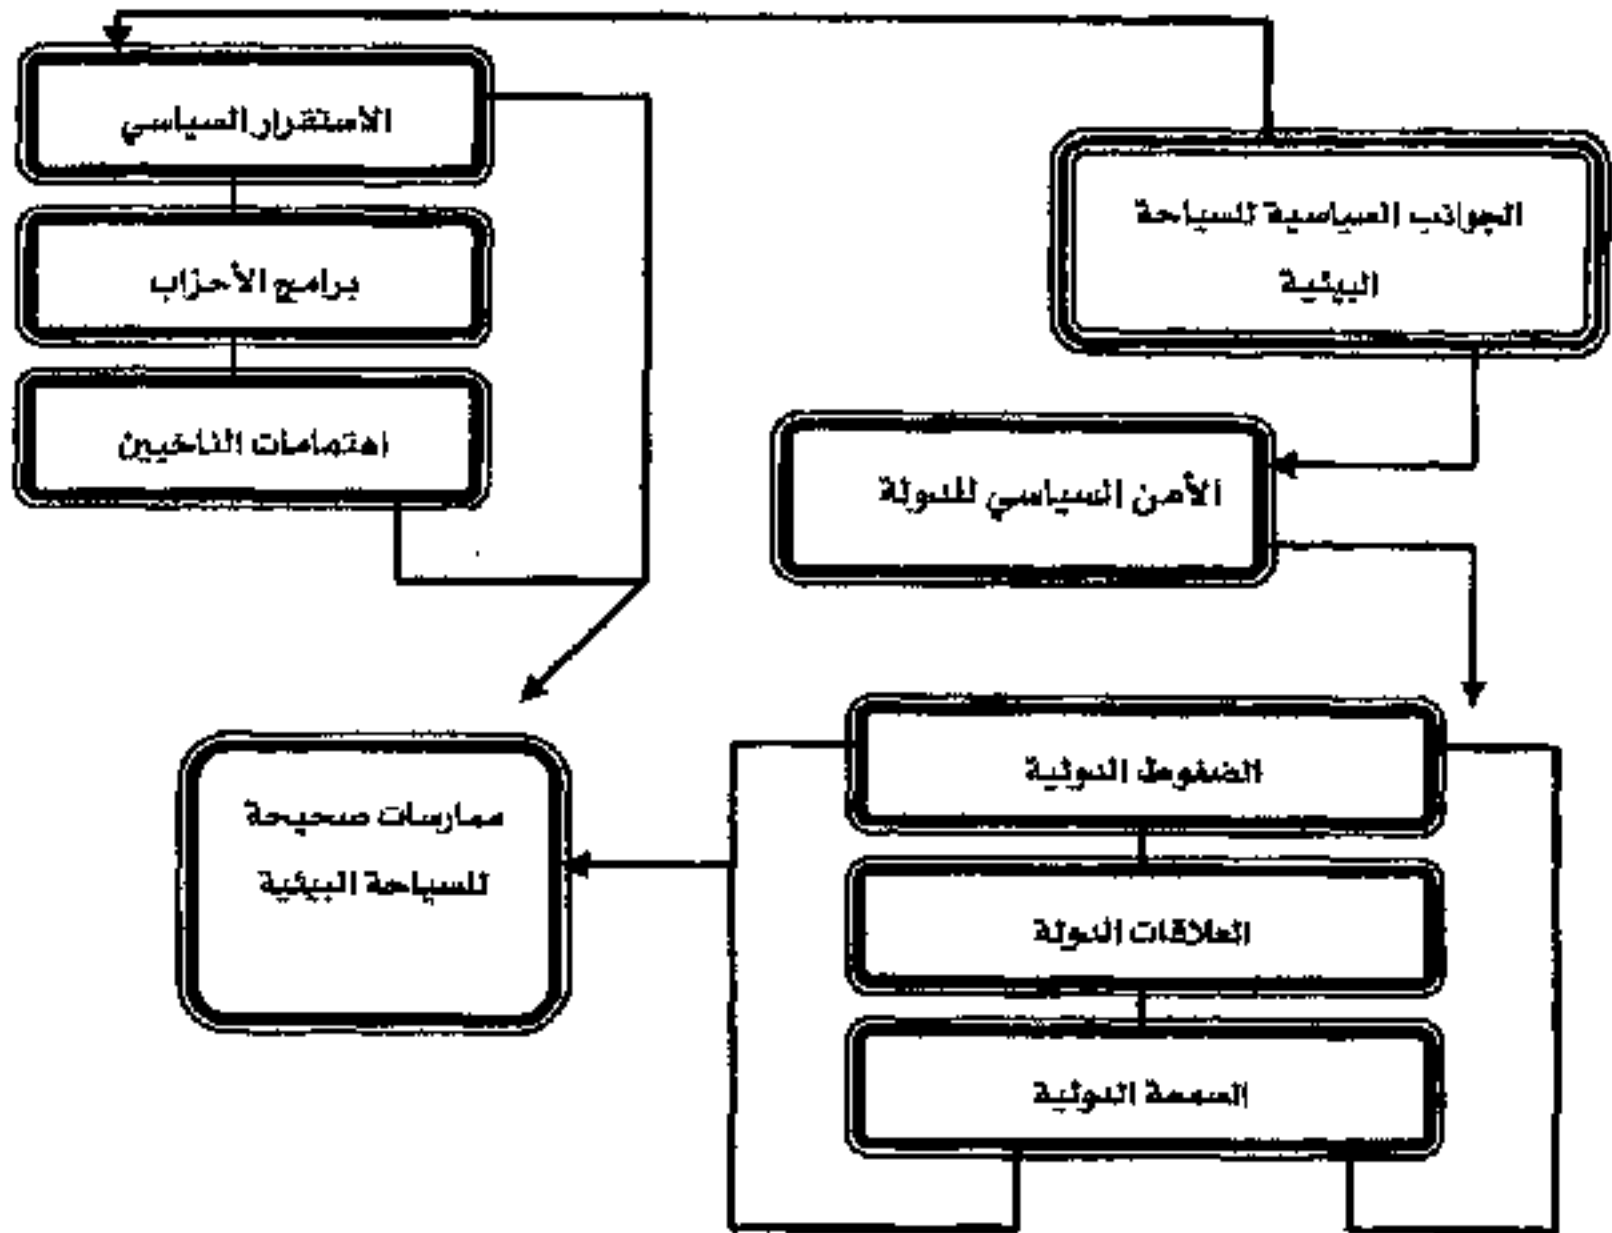 الاستقرار السياسي
الجوانب السياسية للسياحة
البيئية
برامج الأحزاب
اهتمامات الناخبين
الأمن السياسي للدولة
الضغوط الدولية
ممارسات صحيحة
للسياحة البيئية
العلاقات الدولة
السمعة الدولية